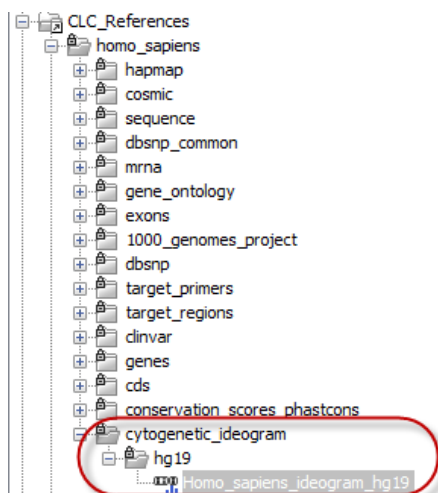 CLC_References
homo_sapiens
hapmap
cosmic
sequence
dbsnp_common
mrna
gene_ontology
exons
1000_genomes_project
dbsnp
target_primers
target_regions
clinvar
genes
cds
conservation_scores_phastcons
cytogenetic_ideogram
hg19
Homo_sapiens_ideogram_hg19